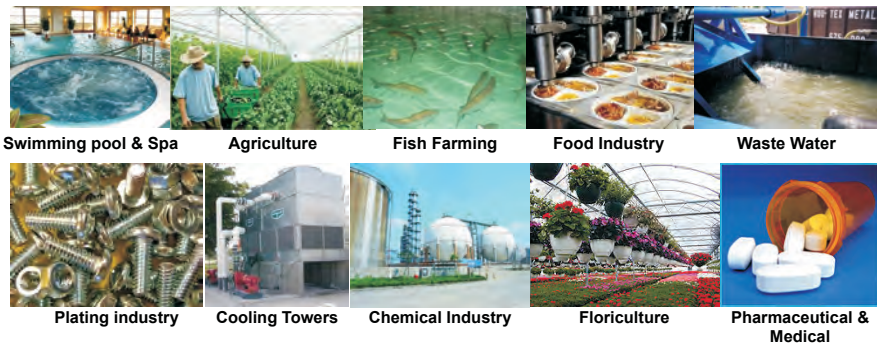 Swimming pool & Spa
Agriculture
Fish Farming
Food Industry
Waste Water
Plating industry
Cooling Towers
Chemical Industry
Floriculture
Pharmaceutical &
Medical